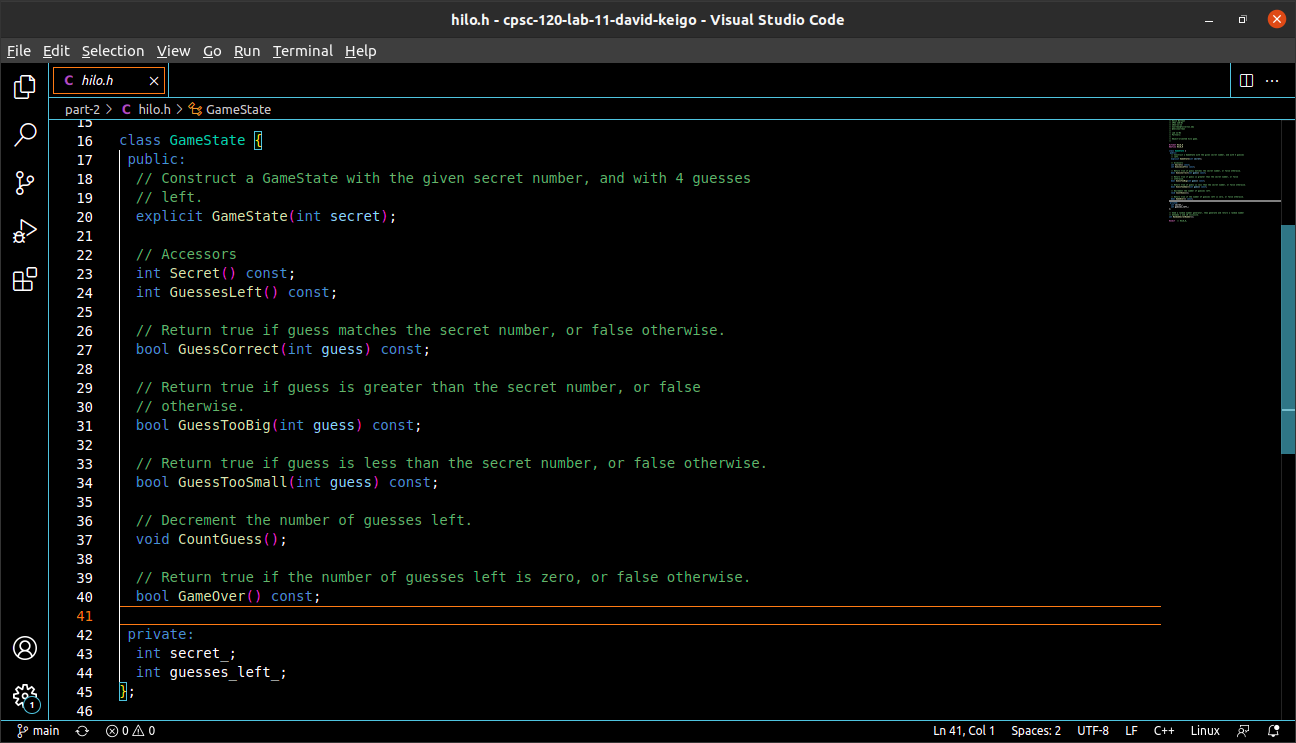 hilo.h - cpsc-120-lab-11-david-keigo - Visual Studio Code
File Edit Selection View Go Run Terminal Help
C hilo.h
part-2 > C hilo.h > GameState
15
16 class GameState {
17 public:
18 // Construct a GameState with the given secret number, and with 4 guesses
19 // left.
20 explicit GameState(int secret);
21
22 // Accessors
23 int Secret() const;
24 int GuessesLeft() const;
25
26 // Return true if guess matches the secret number, or false otherwise.
27 bool GuessCorrect(int guess) const;
28
29 // Return true if guess is greater than the secret number, or false
30 // otherwise.
31 bool GuessTooBig(int guess) const;
32
33 // Return true if guess is less than the secret number, or false otherwise.
34 bool GuessTooSmall(int guess) const;
35
36 // Decrement the number of guesses left.
37 void CountGuess();
38
39 // Return true if the number of guesses left is zero, or false otherwise.
40 bool GameOver() const;
41
42 private:
43 int secret_;
44 int guesses_left_;
45 };
46
1
main 0 0 Ln 41, Col 1 Spaces: 2 UTF-8 LF C++ Linux